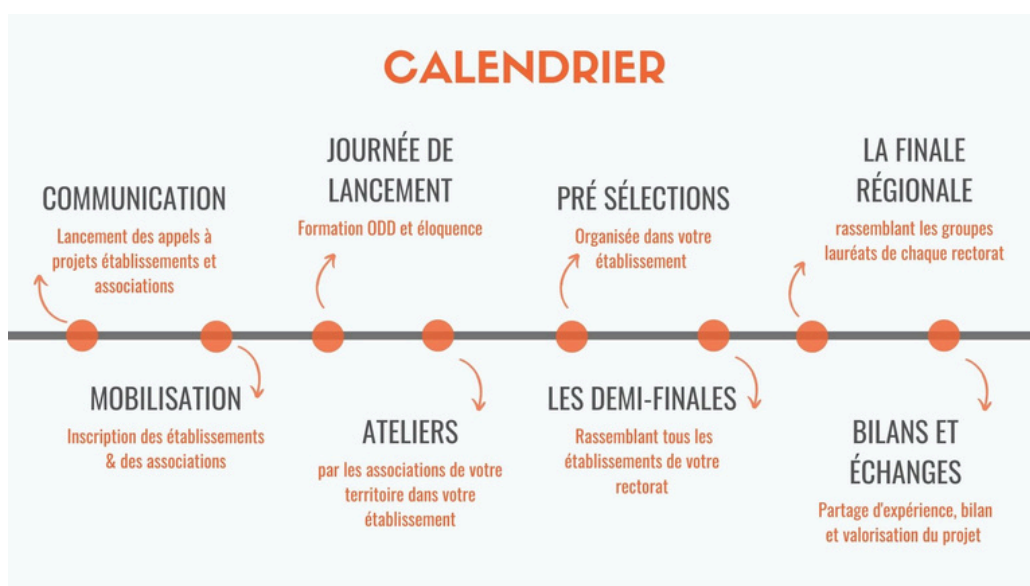 CALENDRIER
COMMUNICATION
Lancement des appels à
projets établissements et
associations
MOBILISATION
Inscription des établissements
& des associations
JOURNÉE DE
LANCEMENT
Formation ODD et éloquence
ATELIERS
par les associations de votre
territoire dans votre
établissement
PRÉ SÉLECTIONS
Organisée dans votre
établissement
LES DEMI-FINALES
Rassemblant tous les
établissements de votre
rectorat
LA FINALE
RÉGIONALE
rassemblant les groupes
lauréats de chaque rectorat
BILANS ET
ÉCHANGES
Partage d'expérience, bilan
et valorisation du projet